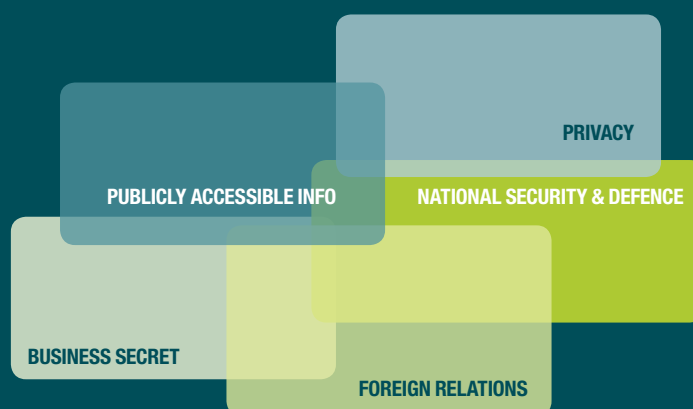 PRIVACY
PUBLICLY ACCESSIBLE INFO
NATIONAL SECURITY & DEFENCE
BUSINESS SECRET
FOREIGN RELATIONS